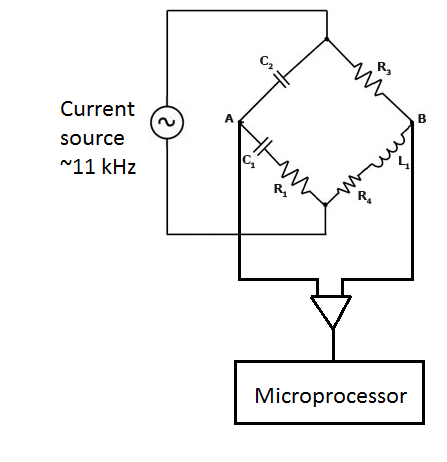 C₂
R₃
Current
source
~11 kHz
A
B
C₁
L₁
R₁
R₄
Microprocessor